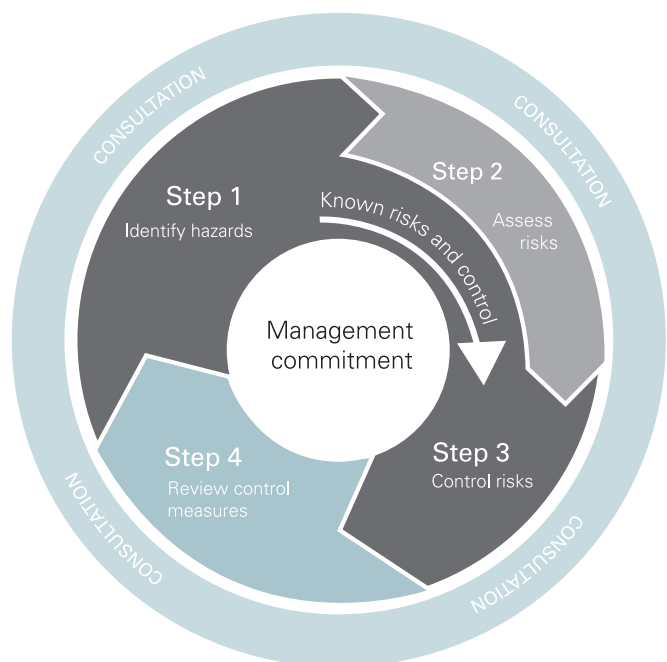 CONSULTATION
CONSULTATION
Step 1
Identify hazards
Step 2
Assess
risks
Known risks and control
Management
commitment
Step 3
Control risks
Step 4
Review control
measures
CONSULTATION
CONSULTATION